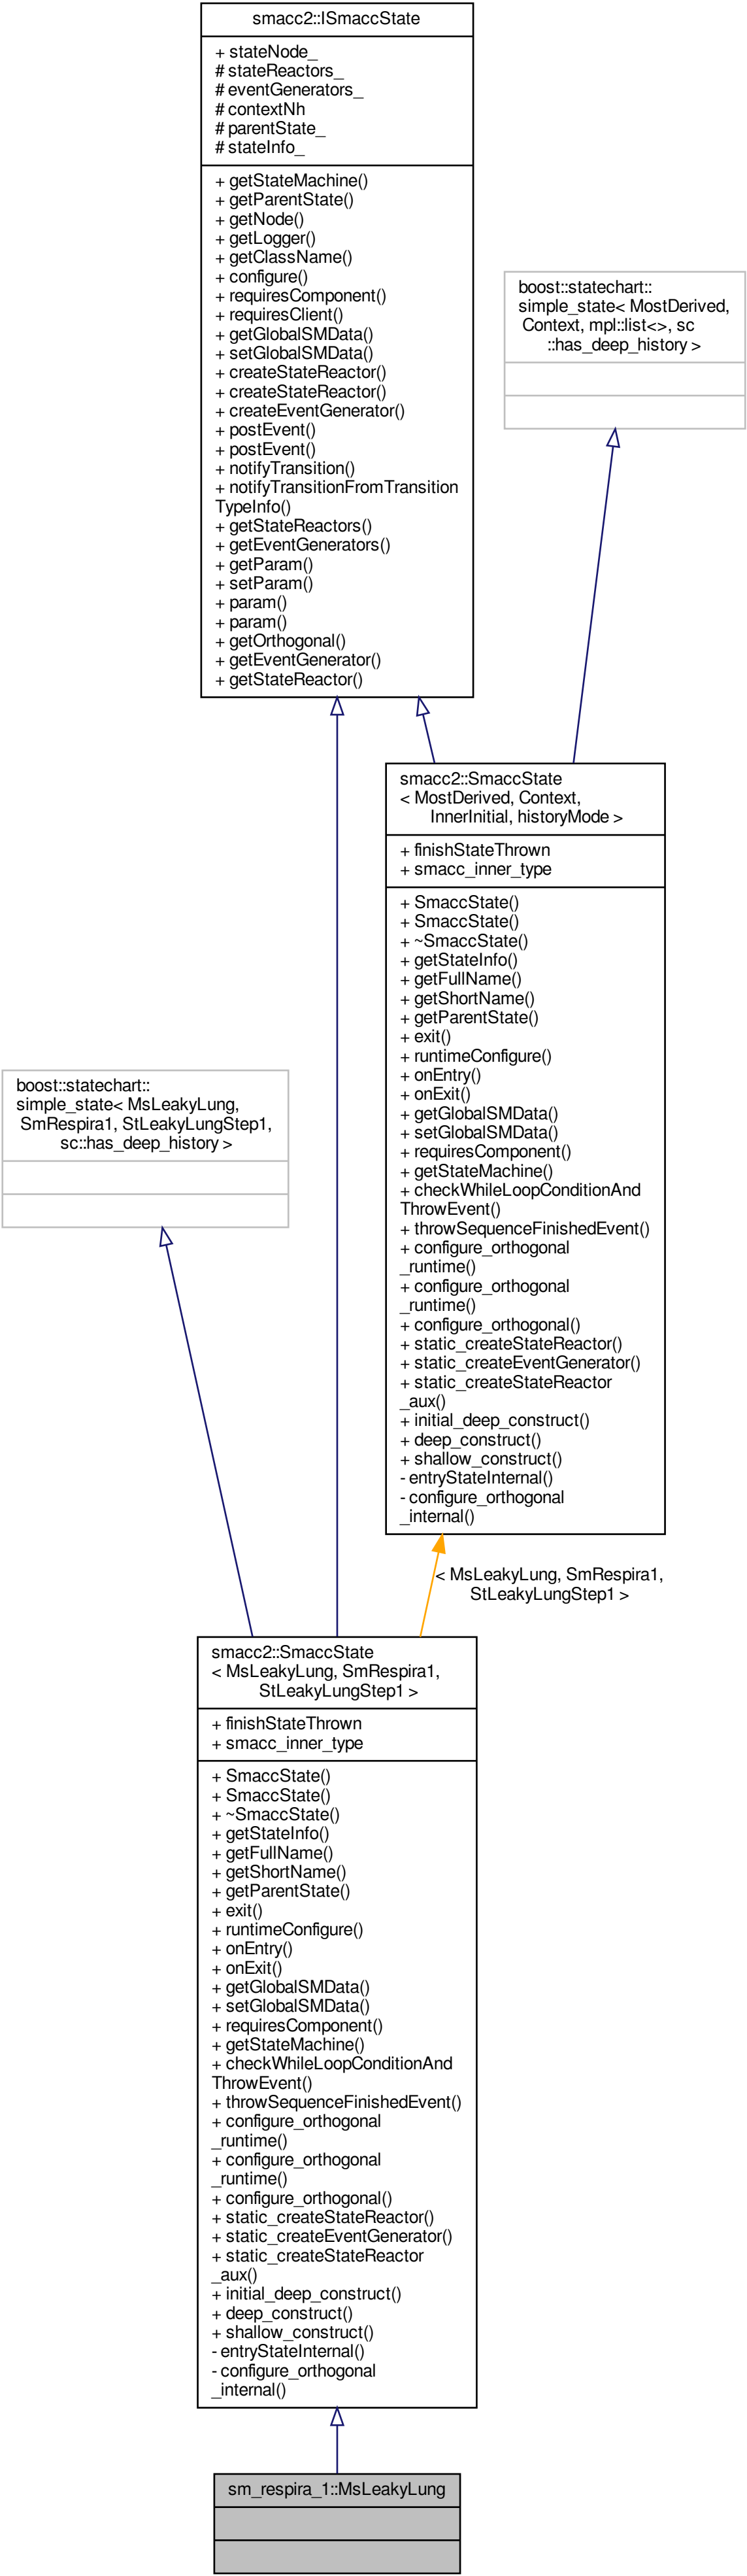 smacc2::ISmaccState
+ stateNode_
# stateReactors_
# eventGenerators_
# contextNh
# parentState_
# stateInfo_
+ getStateMachine()
+ getParentState()
+ getNode()
+ getLogger()
+ getClassName()
+ configure()
+ requiresComponent()
+ requiresClient()
+ getGlobalSMData()
+ setGlobalSMData()
+ createStateReactor()
+ createStateReactor()
+ createEventGenerator()
+ postEvent()
+ postEvent()
+ notifyTransition()
+ notifyTransitionFromTransition
TypeInfo()
+ getStateReactors()
+ getEventGenerators()
+ getParam()
+ setParam()
+ param()
+ param()
+ getOrthogonal()
+ getEventGenerator()
+ getStateReactor()
boost::statechart::
simple_state< MostDerived,
Context, mpl::list<>, sc
::has_deep_history >
smacc2::SmaccState
< MostDerived, Context,
InnerInitial, historyMode >
+ finishStateThrown
+ smacc_inner_type
+ SmaccState()
+ SmaccState()
+ ~SmaccState()
+ getStateInfo()
+ getFullName()
+ getShortName()
+ getParentState()
+ exit()
+ runtimeConfigure()
+ onEntry()
+ onExit()
+ getGlobalSMData()
+ setGlobalSMData()
+ requiresComponent()
+ getStateMachine()
+ checkWhileLoopConditionAnd
ThrowEvent()
+ throwSequenceFinishedEvent()
+ configure_orthogonal
_runtime()
+ configure_orthogonal
_runtime()
+ configure_orthogonal()
+ static_createStateReactor()
+ static_createEventGenerator()
+ static_createStateReactor
_aux()
+ initial_deep_construct()
+ deep_construct()
+ shallow_construct()
- entryStateInternal()
- configure_orthogonal
_internal()
boost::statechart::
simple_state< MsLeakyLung,
SmRespira1, StLeakyLungStep1,
sc::has_deep_history >
< MsLeakyLung, SmRespira1,
StLeakyLungStep1 >
smacc2::SmaccState
< MsLeakyLung, SmRespira1,
StLeakyLungStep1 >
+ finishStateThrown
+ smacc_inner_type
+ SmaccState()
+ SmaccState()
+ ~SmaccState()
+ getStateInfo()
+ getFullName()
+ getShortName()
+ getParentState()
+ exit()
+ runtimeConfigure()
+ onEntry()
+ onExit()
+ getGlobalSMData()
+ setGlobalSMData()
+ requiresComponent()
+ getStateMachine()
+ checkWhileLoopConditionAnd
ThrowEvent()
+ throwSequenceFinishedEvent()
+ configure_orthogonal
_runtime()
+ configure_orthogonal
_runtime()
+ configure_orthogonal()
+ static_createStateReactor()
+ static_createEventGenerator()
+ static_createStateReactor
_aux()
+ initial_deep_construct()
+ deep_construct()
+ shallow_construct()
- entryStateInternal()
- configure_orthogonal
_internal()
sm_respira_1::MsLeakyLung